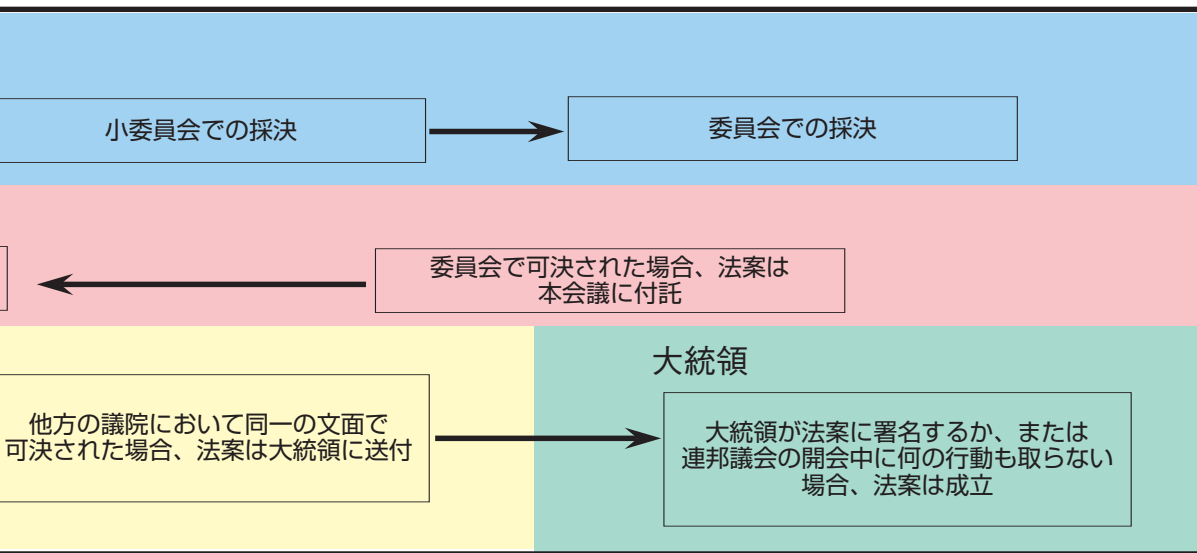 小委員会での採決
委員会での採決
委員会で可決された場合、法案は
本会議に付託
他方の議院において同一の文面で
可決された場合、法案は大統領に送付
大統領
大統領が法案に署名するか、または
連邦議会の開会中に何の行動も取らない
場合、法案は成立